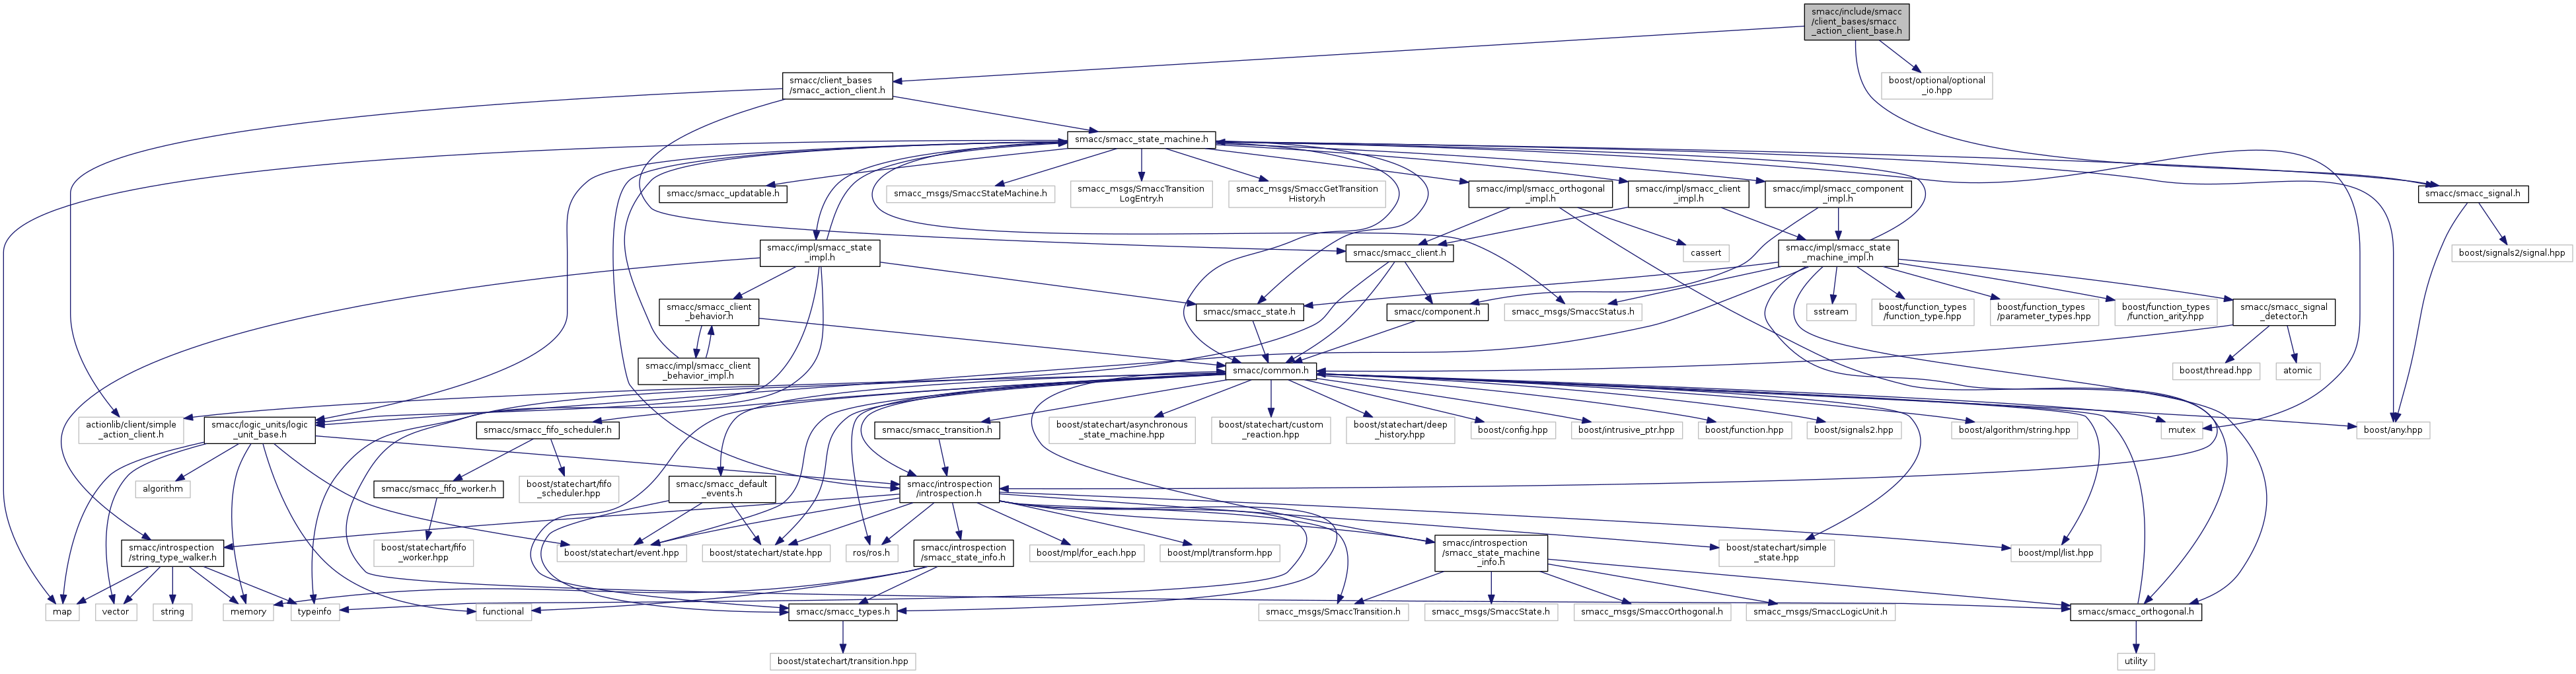 smacc/include/smacc
/client_bases/smacc
_action_client_base.h
smacc/client_bases
/smacc_action_client.h
boost/optional/optional
_io.hpp
smacc/smacc_state_machine.h
smacc/smacc_updatable.h
smacc_msgs/SmaccStateMachine.h
smacc_msgs/SmaccTransition
LogEntry.h
smacc_msgs/SmaccGetTransition
History.h
smacc/impl/smacc_orthogonal
_impl.h
smacc/impl/smacc_client
_impl.h
smacc/impl/smacc_component
_impl.h
smacc/smacc_signal.h
smacc/impl/smacc_state
_impl.h
smacc/smacc_client.h
cassert
smacc/impl/smacc_state
_machine_impl.h
boost/signals2/signal.hpp
smacc/smacc_client
_behavior.h
smacc/smacc_state.h
smacc/component.h
smacc_msgs/SmaccStatus.h
sstream
boost/function_types
/function_type.hpp
boost/function_types
/parameter_types.hpp
boost/function_types
/function_arity.hpp
smacc/smacc_signal
_detector.h
smacc/impl/smacc_client
_behavior_impl.h
smacc/common.h
boost/thread.hpp
atomic
actionlib/client/simple
_action_client.h
smacc/logic_units/logic
_unit_base.h
smacc/smacc_fifo_scheduler.h
smacc/smacc_transition.h
boost/statechart/asynchronous
_state_machine.hpp
boost/statechart/custom
_reaction.hpp
boost/statechart/deep
_history.hpp
boost/config.hpp
boost/intrusive_ptr.hpp
boost/function.hpp
boost/signals2.hpp
boost/algorithm/string.hpp
mutex
boost/any.hpp
algorithm
smacc/smacc_fifo_worker.h
boost/statechart/fifo
_scheduler.hpp
smacc/smacc_default
_events.h
smacc/introspection
/introspection.h
smacc/introspection
/string_type_walker.h
boost/statechart/fifo
_worker.hpp
boost/statechart/event.hpp
boost/statechart/state.hpp
ros/ros.h
smacc/introspection
/smacc_state_info.h
boost/mpl/for_each.hpp
boost/mpl/transform.hpp
smacc/introspection
/smacc_state_machine
_info.h
boost/statechart/simple
_state.hpp
boost/mpl/list.hpp
map
vector
string
memory
typeinfo
functional
smacc/smacc_types.h
smacc_msgs/SmaccTransition.h
smacc_msgs/SmaccState.h
smacc_msgs/SmaccOrthogonal.h
smacc_msgs/SmaccLogicUnit.h
smacc/smacc_orthogonal.h
boost/statechart/transition.hpp
utility